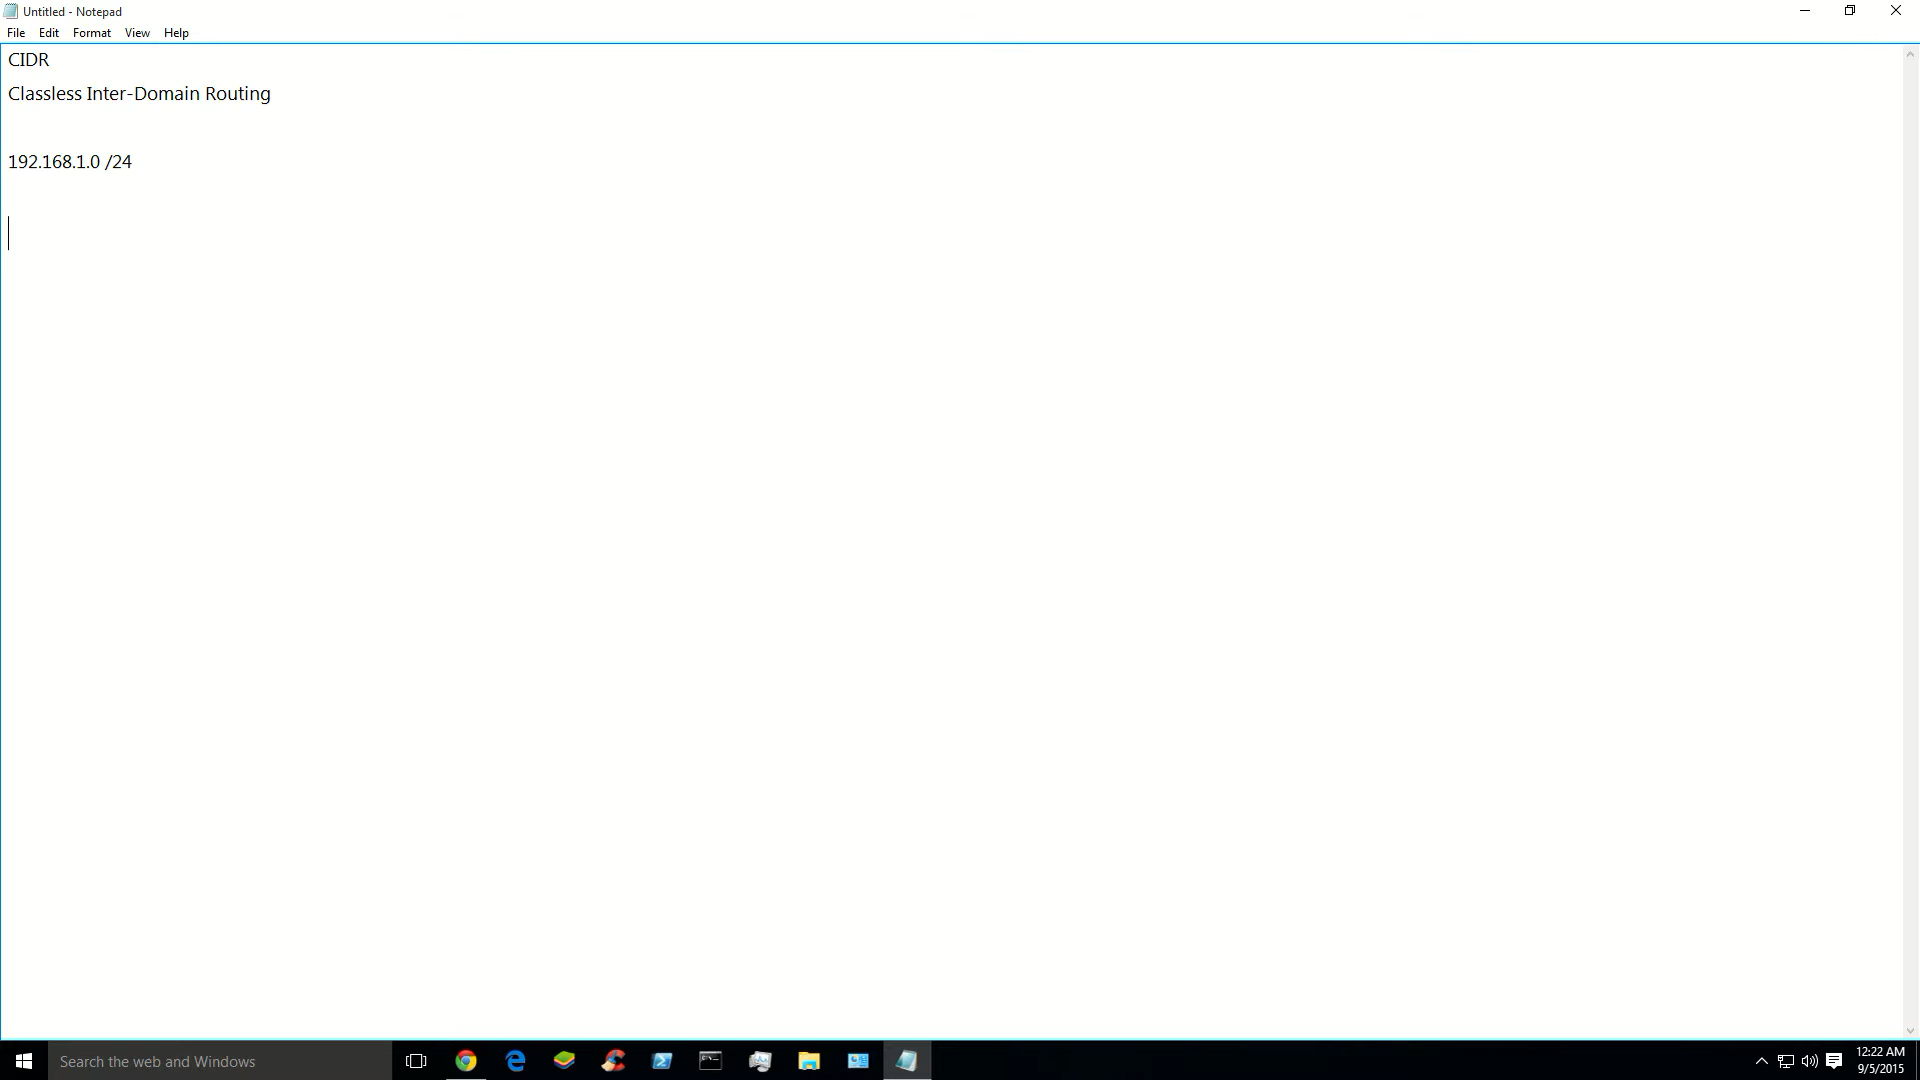 Untitled - Notepad
File Edit Format View Help
CIDR
Classless Inter-Domain Routing
192.168.1.0 /24
Search the web and Windows
12:22 AM
9/5/2015